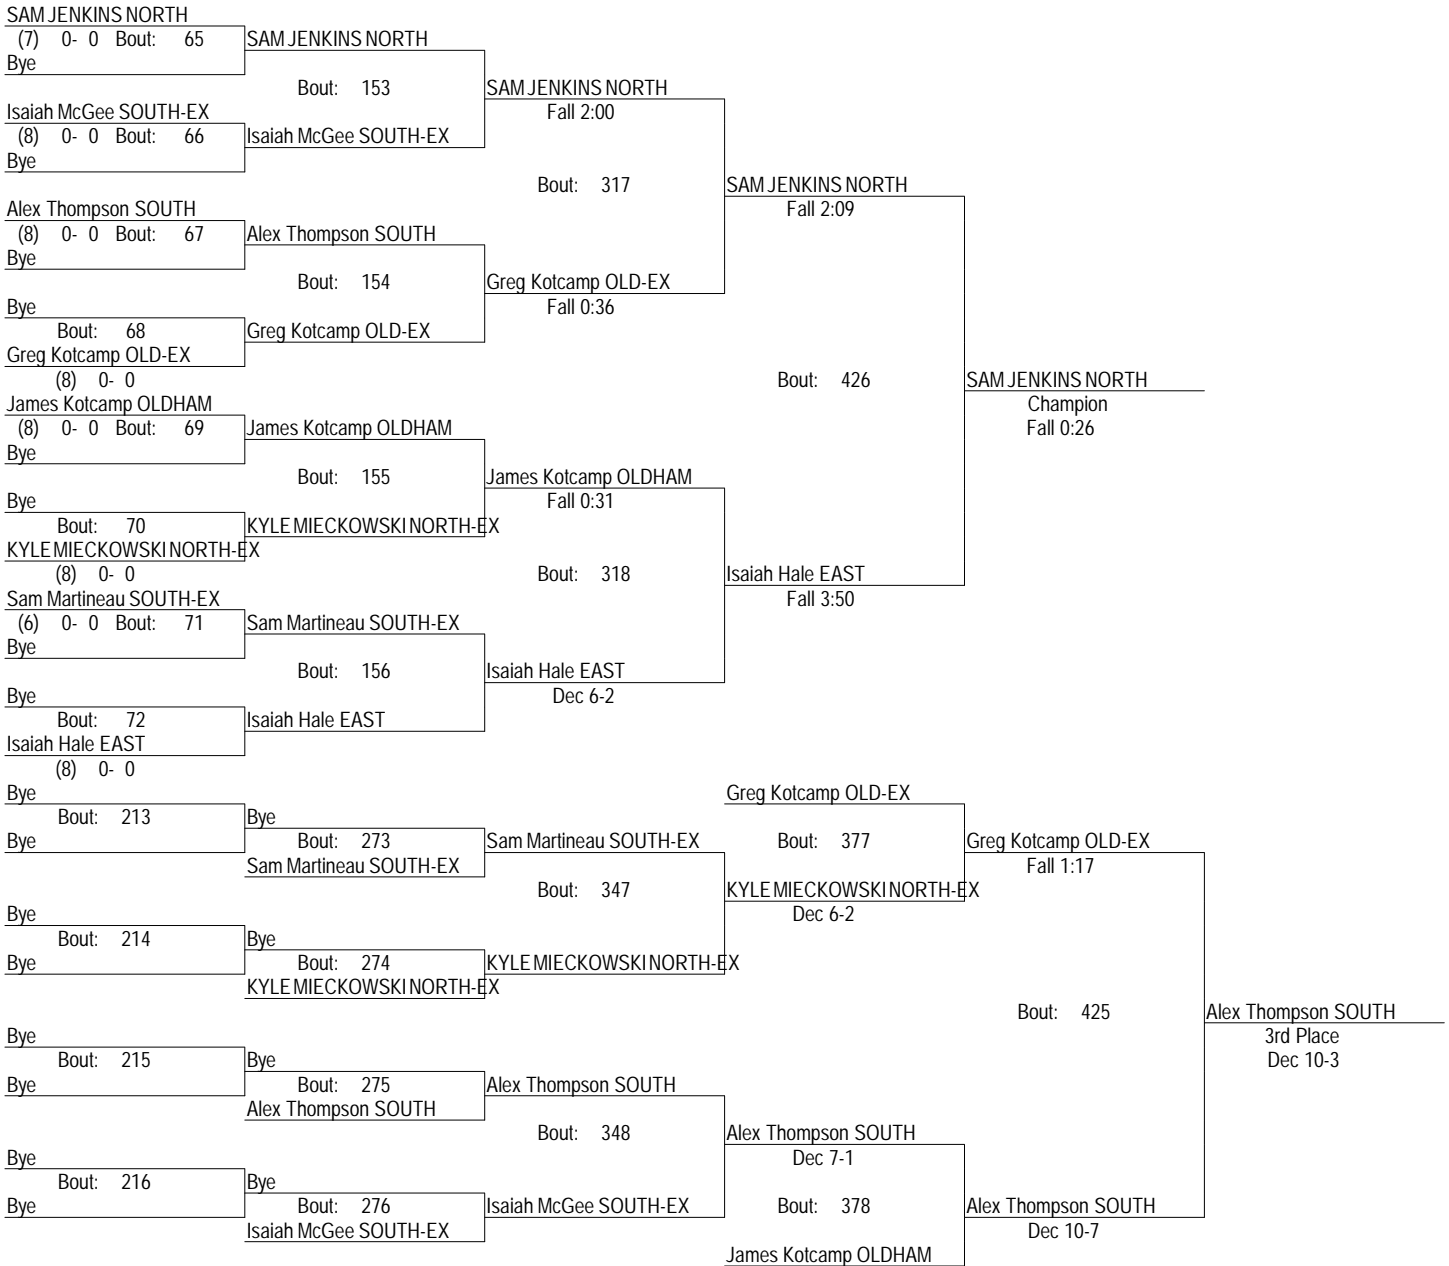 SAM JENKINS NORTH
(7) 0- 0 Bout: 65 SAM JENKINS NORTH
Bye
Bout: 153 SAM JENKINS NORTH
Isaiah McGee SOUTH-EX Fall 2:00
(8) 0- 0 Bout: 66 Isaiah McGee SOUTH-EX
Bye
Bout: 317 SAM JENKINS NORTH
Alex Thompson SOUTH Fall 2:09
(8) 0- 0 Bout: 67 Alex Thompson SOUTH
Bye
Bout: 154 Greg Kotcamp OLD-EX
Bye Fall 0:36
Bout: 68 Greg Kotcamp OLD-EX
Greg Kotcamp OLD-EX
(8) 0- 0 Bout: 426 SAM JENKINS NORTH
James Kotcamp OLDHAM Champion
(8) 0- 0 Bout: 69 James Kotcamp OLDHAM Fall 0:26
Bye
Bout: 155 James Kotcamp OLDHAM
Bye Fall 0:31
Bout: 70 KYLE MIECKOWSKI NORTH-EX
KYLE MIECKOWSKI NORTH-EX
(8) 0- 0 Bout: 318 Isaiah Hale EAST
Sam Martineau SOUTH-EX Fall 3:50
(6) 0- 0 Bout: 71 Sam Martineau SOUTH-EX
Bye
Bout: 156 Isaiah Hale EAST
Bye Dec 6-2
Bout: 72 Isaiah Hale EAST
Isaiah Hale EAST
(8) 0- 0
Bye Greg Kotcamp OLD-EX
Bout: 213 Bye
Bye Bout: 273 Sam Martineau SOUTH-EX Bout: 377 Greg Kotcamp OLD-EX
Sam Martineau SOUTH-EX Fall 1:17
Bout: 347 KYLE MIECKOWSKI NORTH-EX
Bye Dec 6-2
Bout: 214 Bye
Bye Bout: 274 KYLE MIECKOWSKI NORTH-EX
KYLE MIECKOWSKI NORTH-EX
Bout: 425 Alex Thompson SOUTH
Bye 3rd Place
Bout: 215 Bye Dec 10-3
Bye Bout: 275 Alex Thompson SOUTH
Alex Thompson SOUTH
Bout: 348 Alex Thompson SOUTH
Bye Dec 7-1
Bout: 216 Bye
Bye Bout: 276 Isaiah McGee SOUTH-EX Bout: 378 Alex Thompson SOUTH
Isaiah McGee SOUTH-EX Dec 10-7
James Kotcamp OLDHAM